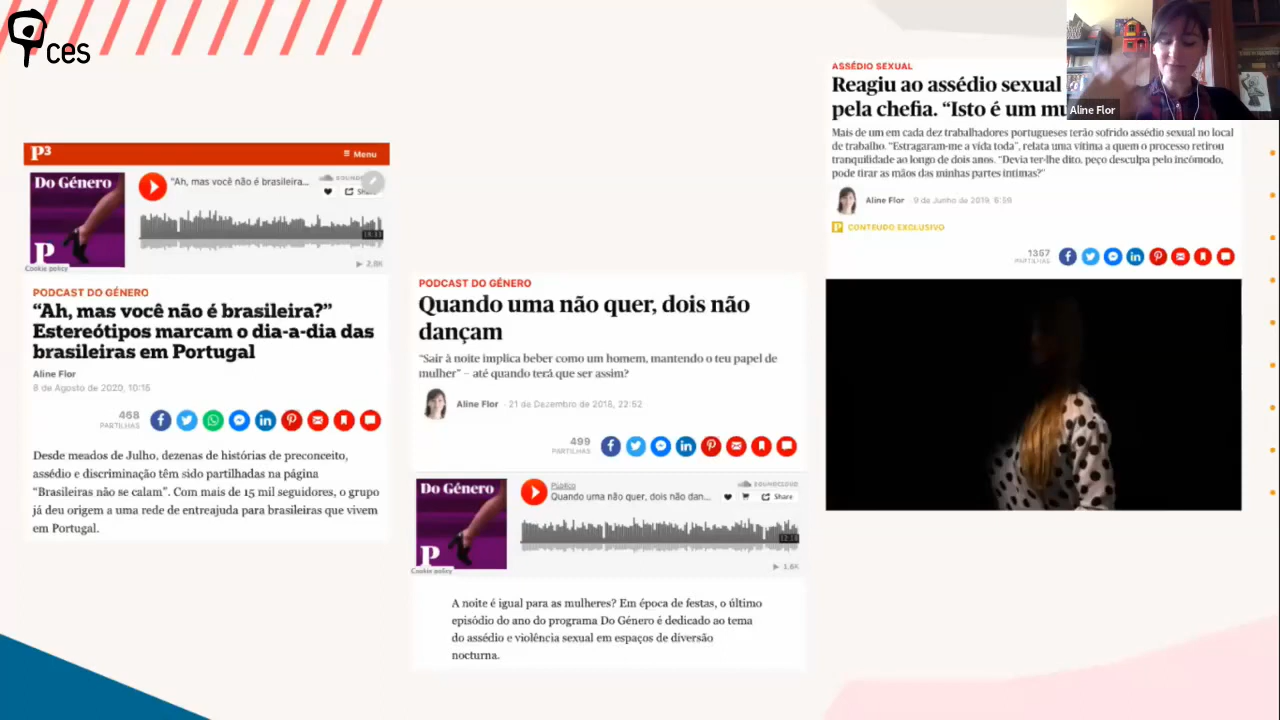 ces
P3
Menu
Do Género
"Ah, mas você não é brasileira...
P
Cookie policy
2,8K
PODCAST DO GÉNERO
“Ah, mas você não é brasileira?”
Estereótipos marcam o dia-a-dia das
brasileiras em Portugal
Aline Flor
8 de Agosto de 2020, 10:15
468
PARTILHAS
Desde meados de Julho, dezenas de histórias de preconceito,
assédio e discriminação têm sido partilhadas na página
“Brasileiras não se calam”. Com mais de 15 mil seguidores, o grupo
já deu origem a uma rede de entreajuda para brasileiras que vivem
em Portugal.
PODCAST DO GÉNERO
Quando uma não quer, dois não
dançam
“Sair à noite implica beber como um homem, mantendo o teu papel de
mulher” – até quando terá que ser assim?
Aline Flor · 21 de Dezembro de 2018, 22:52
499
PARTILHAS
Do Género
Público
SOUNDCLOUD
Quando uma não quer, dois não dan...
Share
P
Cookie policy
1.6K
A noite é igual para as mulheres? Em época de festas, o último
episódio do ano do programa Do Género é dedicado ao tema
do assédio e violência sexual em espaços de diversão
nocturna.
ASSÉDIO SEXUAL
Reagiu ao assédio sexual
pela chefia. “Isto é um mu
Mais de um em cada dez trabalhadores portugueses terão sofrido assédio sexual no local
de trabalho. “Estragaram-me a vida toda”, relata uma vítima a quem o processo retirou
tranquilidade ao longo de dois anos. “Devia ter-lhe dito, peço desculpa pelo incómodo,
pode tirar as mãos das minhas partes íntimas?”
Aline Flor · 9 de Junho de 2019, 6:59
P CONTEÚDO EXCLUSIVO
1367
PARTILHAS
Aline Flor